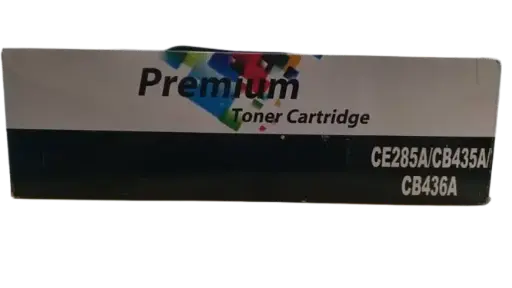 Premium
Toner Cartridge
CE285A/CB435A/
CB436A